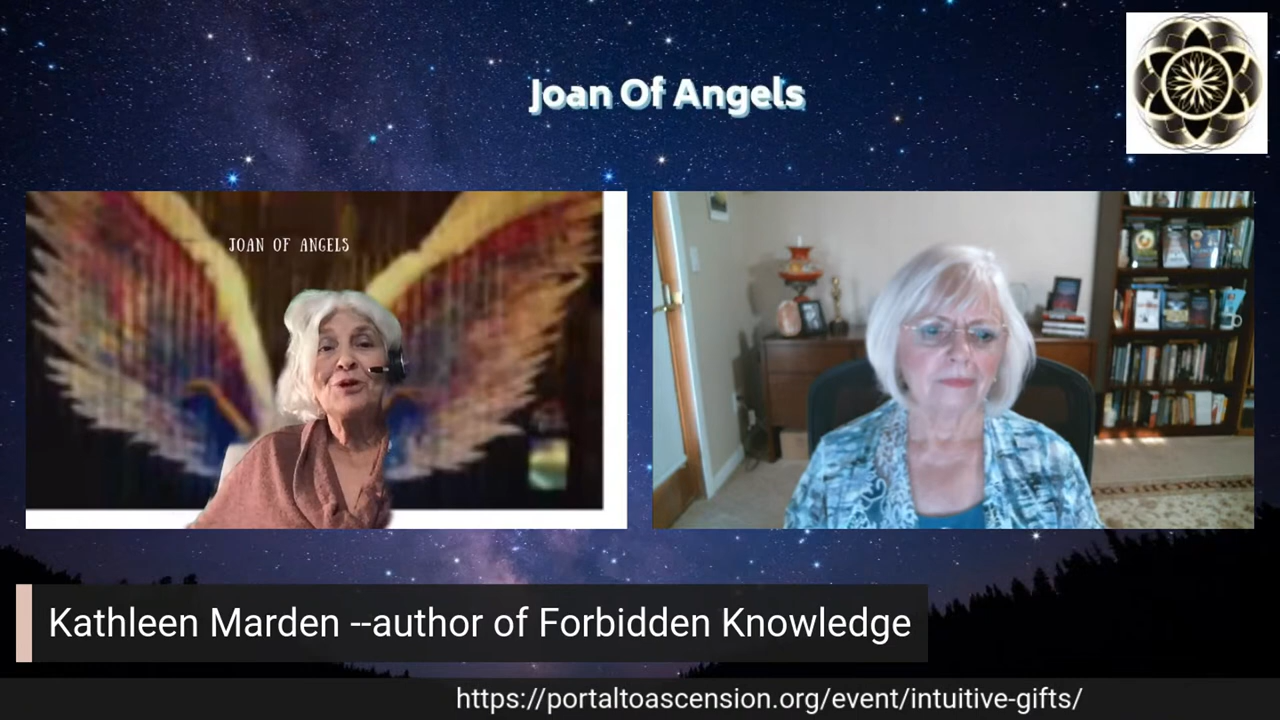 Joan Of Angels
JOAN OF ANGELS
Kathleen Marden --author of Forbidden Knowledge
https://portaltoascension.org/event/intuitive-gifts/